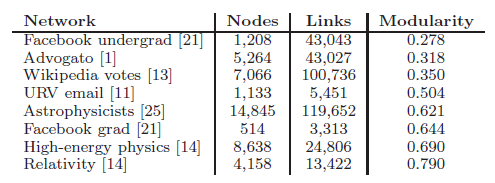 Network Nodes Links Modularity
Facebook undergrad [21] 1,208 43,043 0.278
Advogato [1] 5,264 43,027 0.318
Wikipedia votes [13] 7,066 100,736 0.350
URV email [11] 1,133 5,451 0.504
Astrophysicists [25] 14,845 119,652 0.621
Facebook grad [21] 514 3,313 0.644
High-energy physics [14] 8,638 24,806 0.690
Relativity [14] 4,158 13,422 0.790